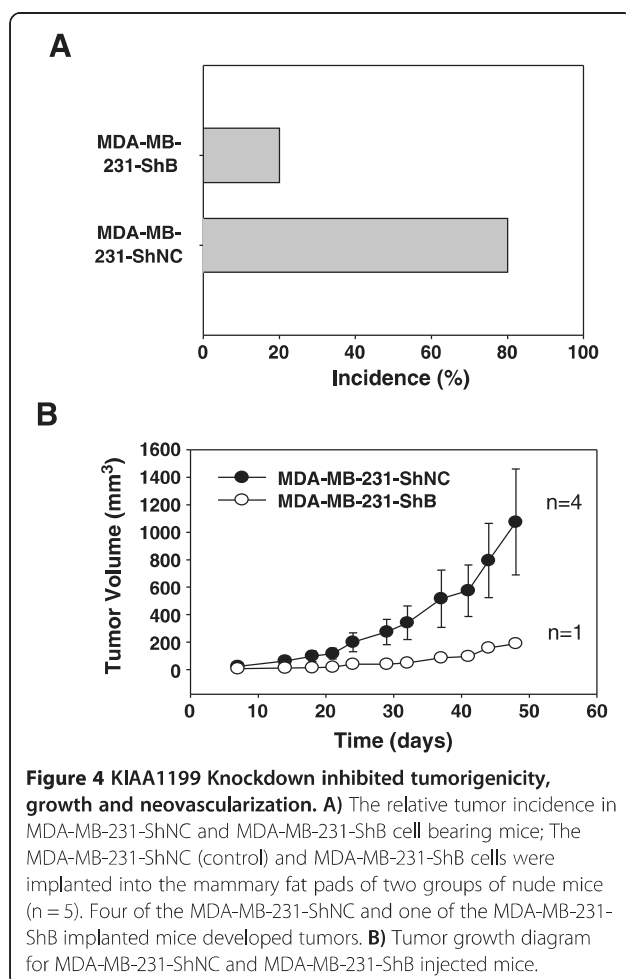 A
MDA-MB-
231-ShB
MDA-MB-
231-ShNC
0 20 40 60 80 100
Incidence (%)
B
1600
1400
1200
1000
800
600
400
200
0
Tumor Volume (mm³)
MDA-MB-231-ShNC
MDA-MB-231-ShB
n=4
n=1
0 10 20 30 40 50 60
Time (days)
Figure 4 KIAA1199 Knockdown inhibited tumorigenicity,
growth and neovascularization. A) The relative tumor incidence in
MDA-MB-231-ShNC and MDA-MB-231-ShB cell bearing mice; The
MDA-MB-231-ShNC (control) and MDA-MB-231-ShB cells were
implanted into the mammary fat pads of two groups of nude mice
(n = 5). Four of the MDA-MB-231-ShNC and one of the MDA-MB-231-
ShB implanted mice developed tumors. B) Tumor growth diagram
for MDA-MB-231-ShNC and MDA-MB-231-ShB injected mice.